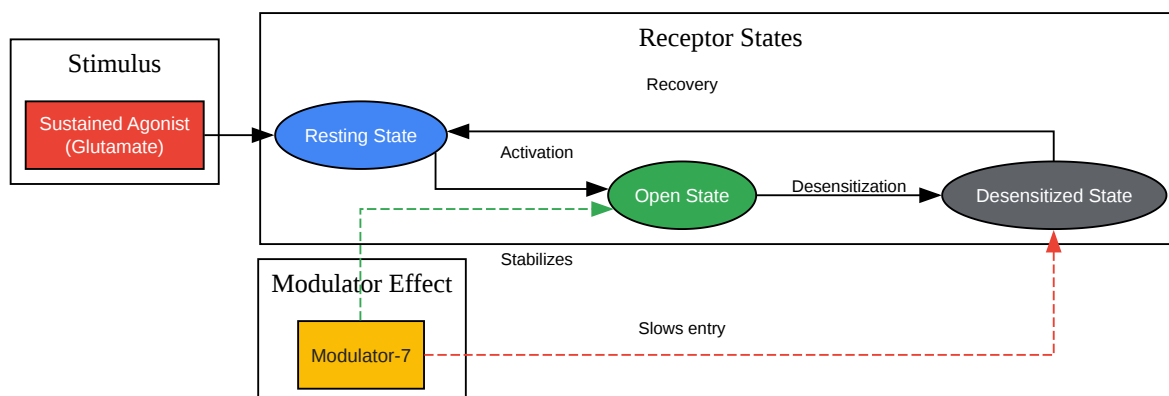 Receptor States
Stimulus
Recovery
Sustained Agonist
(Glutamate)
Resting State
Activation
Desensitization
Open State
Desensitized State
Stabilizes
Modulator Effect
Slows entry
Modulator-7